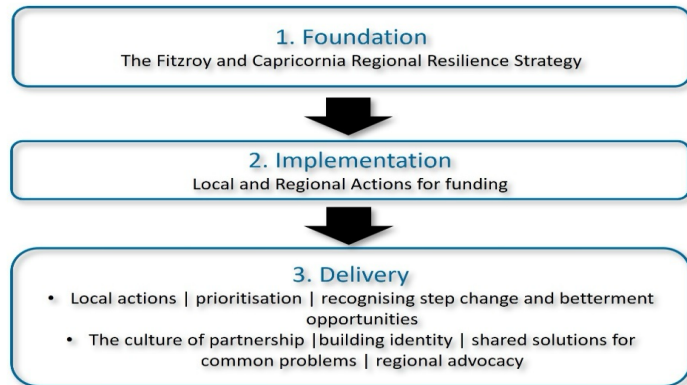 1. Foundation
The Fitzroy and Capricornia Regional Resilience Strategy
2. Implementation
Local and Regional Actions for funding
3. Delivery
• Local actions | prioritisation | recognising step change and betterment
opportunities
• The culture of partnership |building identity | shared solutions for
common problems | regional advocacy